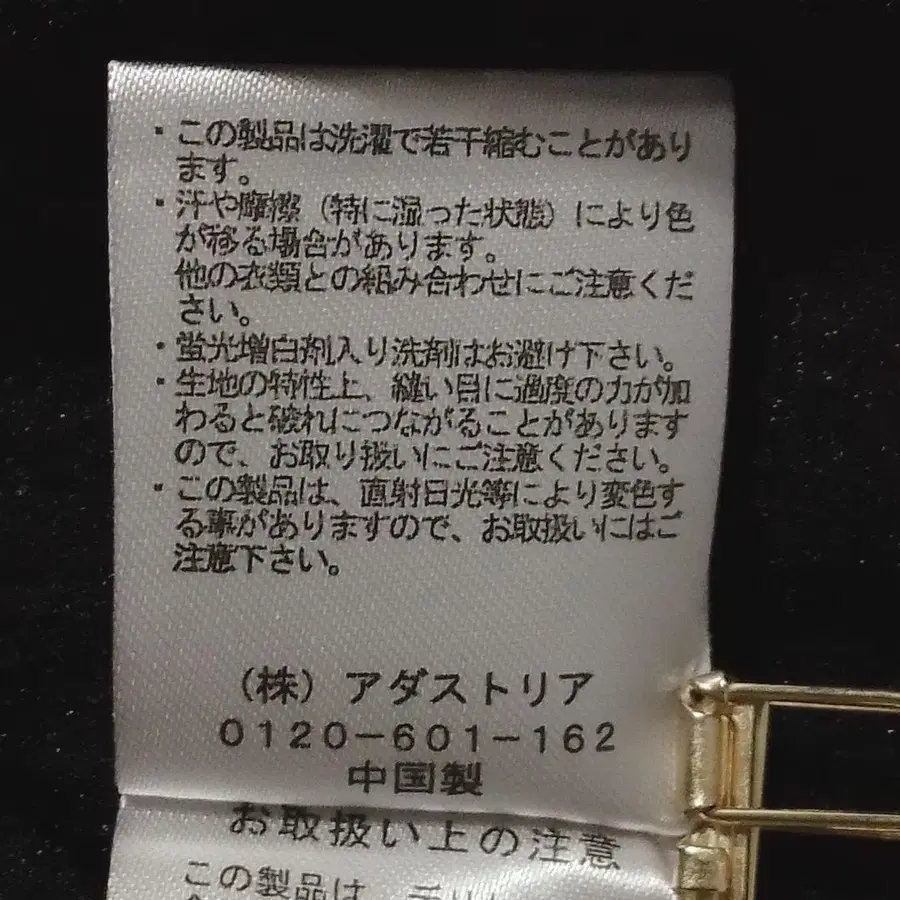 ・この製品は洗濯で若干縮むことがあり
ます。
・汗や摩擦（特に湿った状態）により色
が移る場合があります。
他の衣類との組み合わせにご注意くだ
さい。
・蛍光増白剤入り洗剤はお避け下さい。
・生地の特性上、縫い目に過度の力が加
わると破れにつながることがあります
ので、お取り扱いにご注意ください。
・この製品は、直射日光等により変色す
る事がありますので、お取扱いにはご
注意下さい。
（株）アダストリア
0120-601-162
中国製
お取扱い上の注意
この製品は、